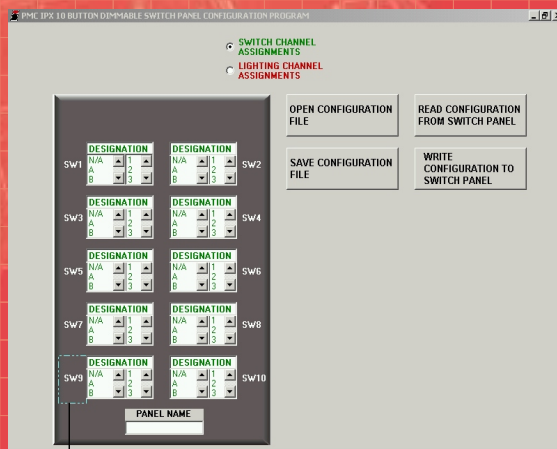 PMC IPX 10 BUTTON DIMMABLE SWITCH PANEL CONFIGURATION PROGRAM
SWITCH CHANNEL
ASSIGNMENTS
LIGHTING CHANNEL
ASSIGNMENTS
OPEN CONFIGURATION
FILE
READ CONFIGURATION
FROM SWITCH PANEL
SAVE CONFIGURATION
FILE
WRITE
CONFIGURATION TO
SWITCH PANEL
DESIGNATION DESIGNATION
SW1 N/A 1 N/A 1 SW2
A 2 A 2
B 3 B 3
DESIGNATION DESIGNATION
SW3 N/A 1 N/A 1 SW4
A 2 A 2
B 3 B 3
DESIGNATION DESIGNATION
SW5 N/A 1 N/A 1 SW6
A 2 A 2
B 3 B 3
DESIGNATION DESIGNATION
SW7 N/A 1 N/A 1 SW8
A 2 A 2
B 3 B 3
DESIGNATION DESIGNATION
SW9 N/A 1 N/A 1 SW10
A 2 A 2
B 3 B 3
PANEL NAME